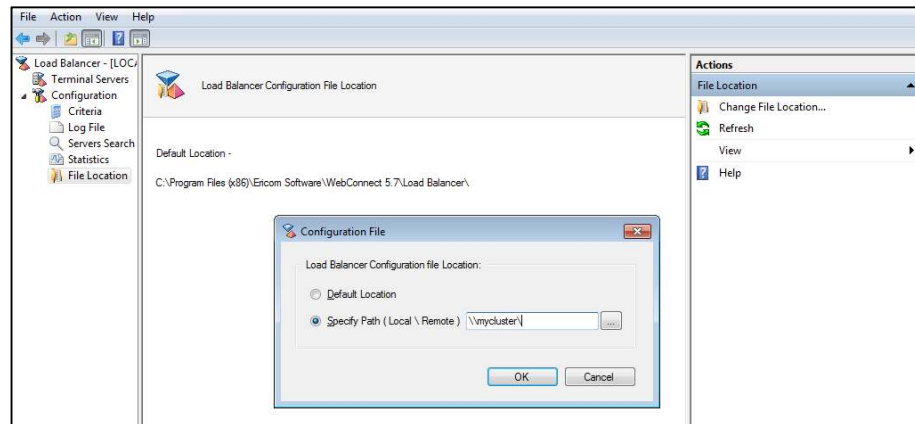 File Action View Help
Load Balancer - [LOCA
Terminal Servers
Configuration
Criteria
Log File
Servers Search
Statistics
File Location
Load Balancer Configuration File Location
Default Location -
C:\Program Files (x86)\Ericom Software\WebConnect 5.7\Load Balancer\
Configuration File
Load Balancer Configuration file Location:
Default Location
Specify Path ( Local \ Remote ) \\mycluster\
...
OK Cancel
Actions
File Location
Change File Location...
Refresh
View
Help